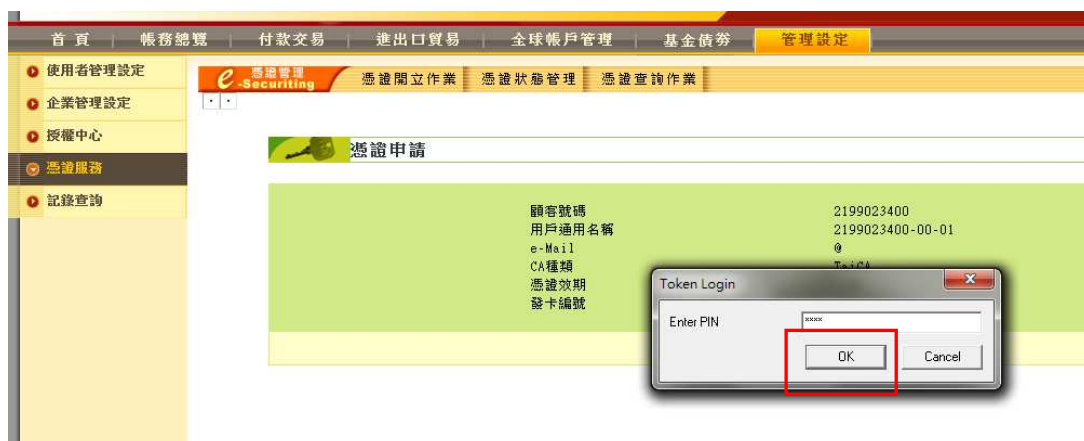 首 頁 | 帳務總覽 | 付款交易 | 進出口貿易 | 全球帳戶管理 | 基金債券 管理設定
使用者管理設定
企業管理設定
授權中心
憑證服務
記錄查詢
e-Securiting 憑證管理 憑證開立作業 憑證狀態管理 憑證查詢作業
憑證申請
顧客號碼 2199023400
用戶通用名稱 2199023400-00-01
e-Mail @
CA種類 TaiCA
憑證效期
發卡編號
Token Login
Enter PIN xxxx
OK Cancel